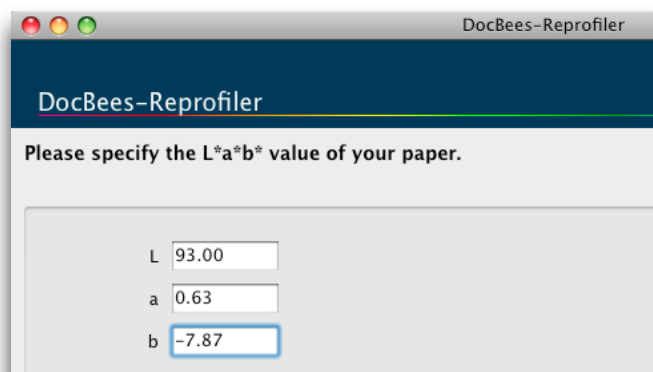 DocBees-Reprofiler
DocBees-Reprofiler
Please specify the L*a*b* value of your paper.
L 93.00
a 0.63
b -7.87